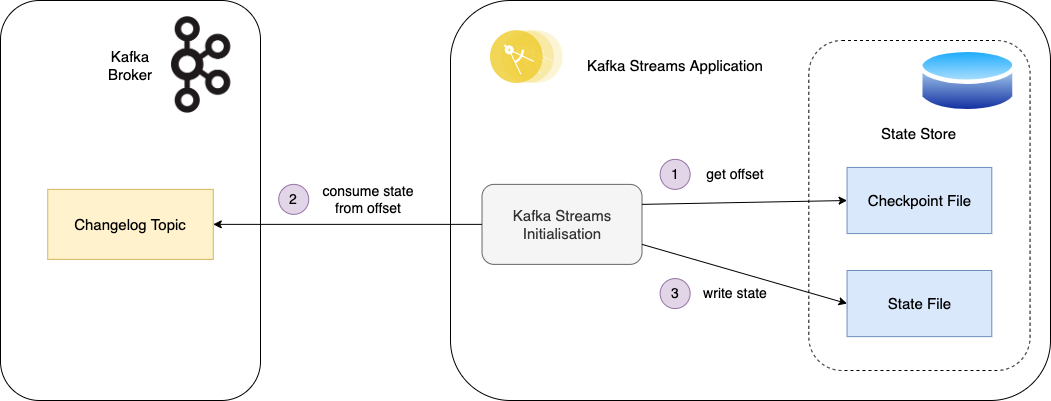 Kafka
Broker
Kafka Streams Application
State Store
1
get offset
2
consume state
from offset
Checkpoint File
Changelog Topic
Kafka Streams
Initialisation
3
write state
State File